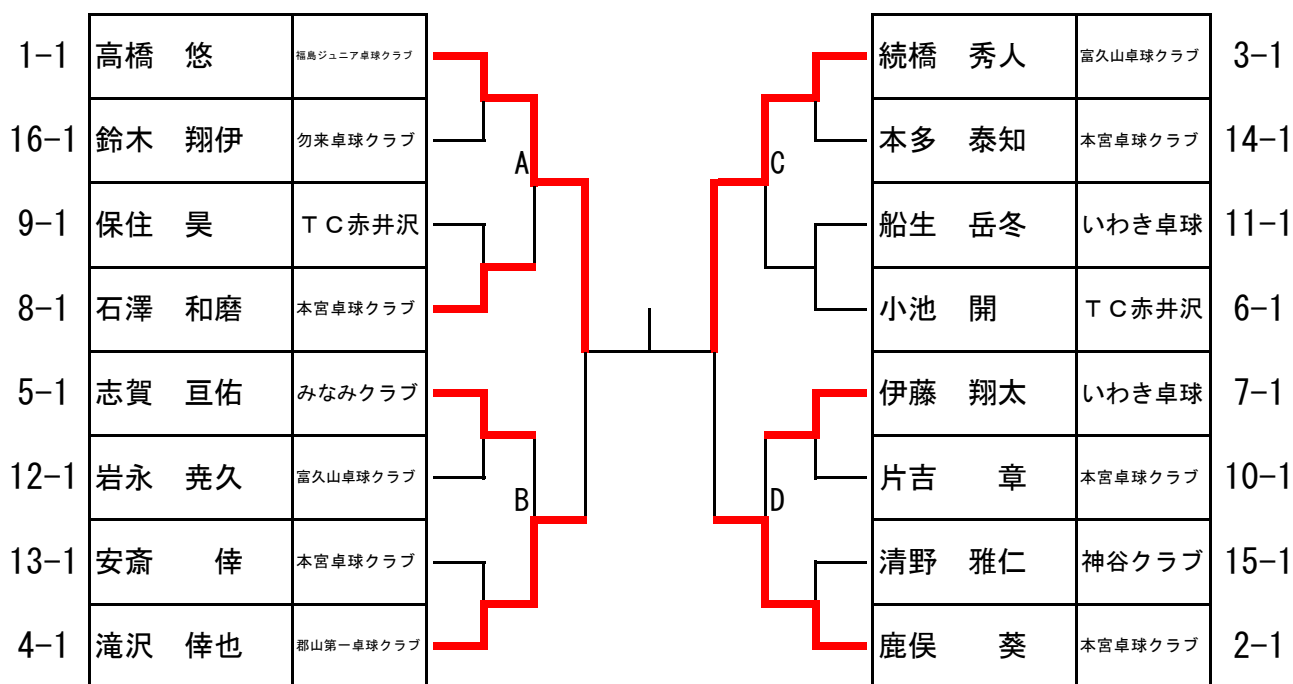 1-1 高橋　悠 福島ジュニア卓球クラブ
16-1 鈴木　翔伊 勿来卓球クラブ
A
9-1 保住　昊 ＴＣ赤井沢
8-1 石澤　和磨 本宮卓球クラブ
5-1 志賀　亘佑 みなみクラブ
12-1 岩永　尭久 富久山卓球クラブ
B
13-1 安斎　　倖 本宮卓球クラブ
4-1 滝沢　倖也 郡山第一卓球クラブ
続橋　秀人 富久山卓球クラブ 3-1
本多　泰知 本宮卓球クラブ 14-1
C
船生　岳冬 いわき卓球 11-1
小池　開 ＴＣ赤井沢 6-1
伊藤　翔太 いわき卓球 7-1
片吉　　章 本宮卓球クラブ 10-1
D
清野　雅仁 神谷クラブ 15-1
鹿俣　　葵 本宮卓球クラブ 2-1